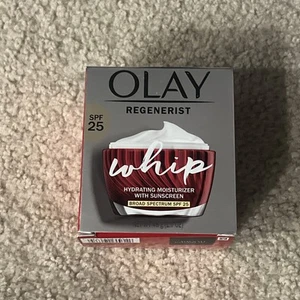 OLAY
REGENERIST
SPF
25
whip
HYDRATING MOISTURIZER
WITH SUNSCREEN
BROAD SPECTRUM SPF 25